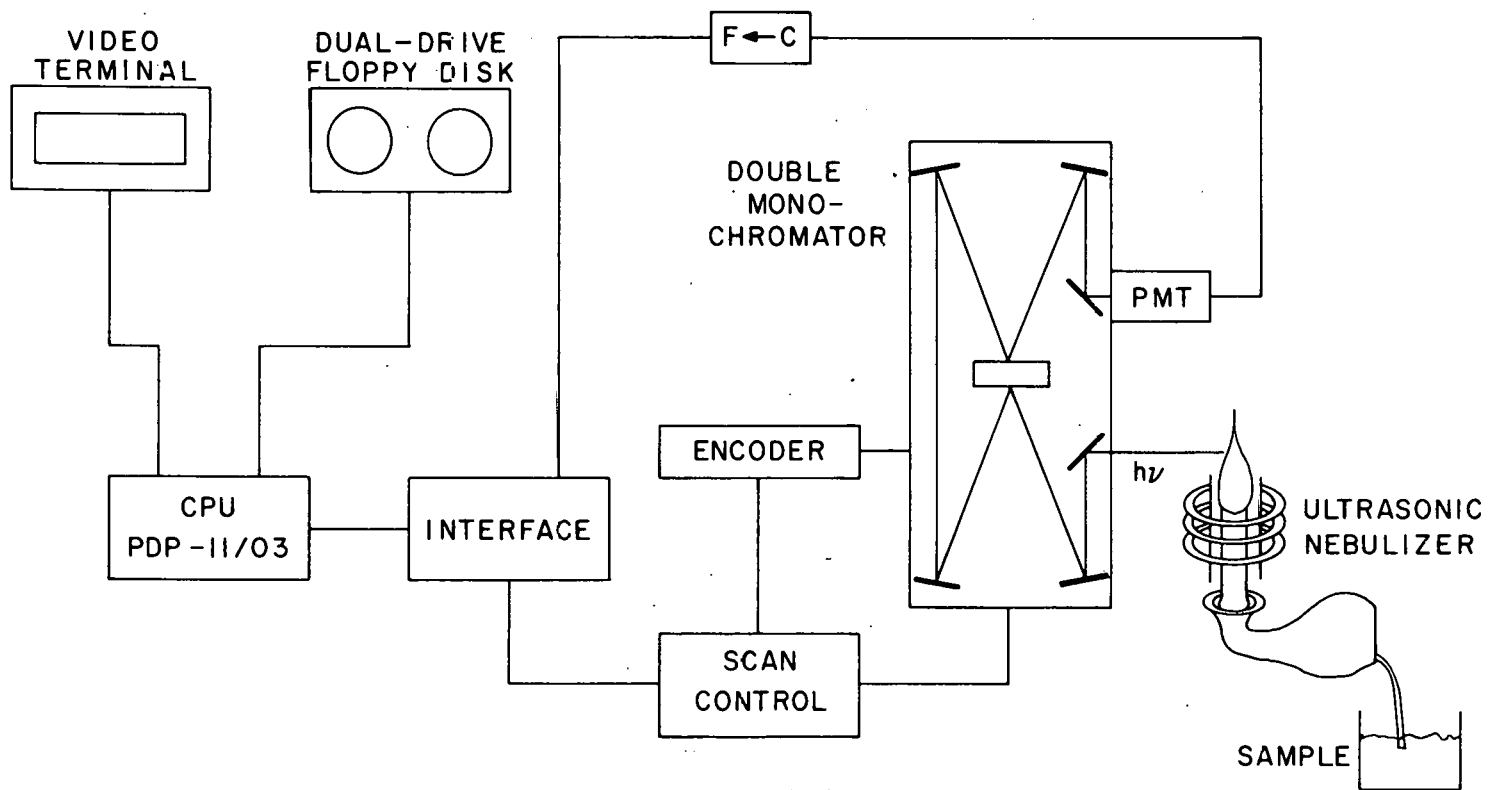 VIDEO
TERMINAL
DUAL-DRIVE
FLOPPY DISK
F←C
DOUBLE
MONO-
CHROMATOR
PMT
ENCODER
hν
CPU
PDP-11/03
INTERFACE
ULTRASONIC
NEBULIZER
SCAN
CONTROL
SAMPLE